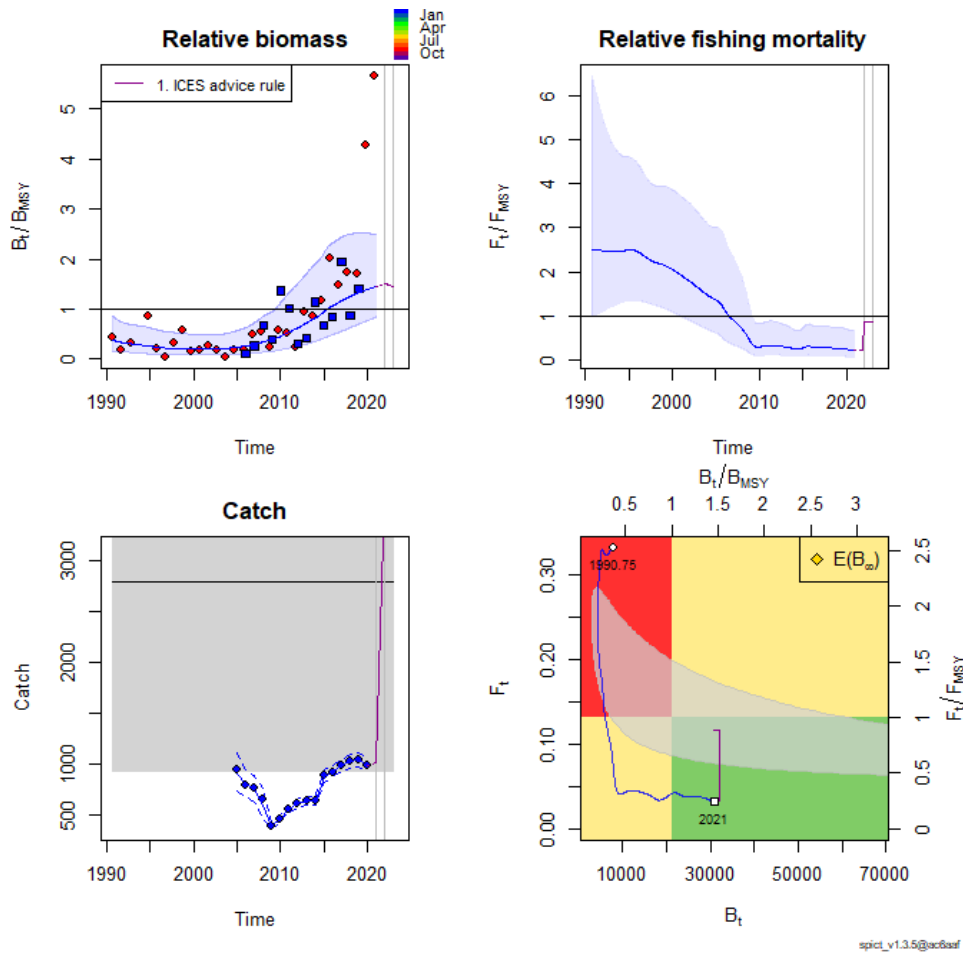 Jan
Apr
Jul
Oct
Relative biomass
1. ICES advice rule
Bt/BMSY
0 1 2 3 4 5
1990 2000 2010 2020
Time
Relative fishing mortality
Ft/FMSY
0 1 2 3 4 5 6
1990 2000 2010 2020
Time
Catch
Catch
500 1000 2000 3000
1990 2000 2010 2020
Time
Bt/BMSY
0.5 1 1.5 2 2.5 3
E(B∞)
1990.75
2021
Ft
0.00 0.10 0.20 0.30
Ft/FMSY
0 0.5 1 1.5 2 2.5
10000 30000 50000 70000
Bt
spict_v1.3.5@ac6aaf